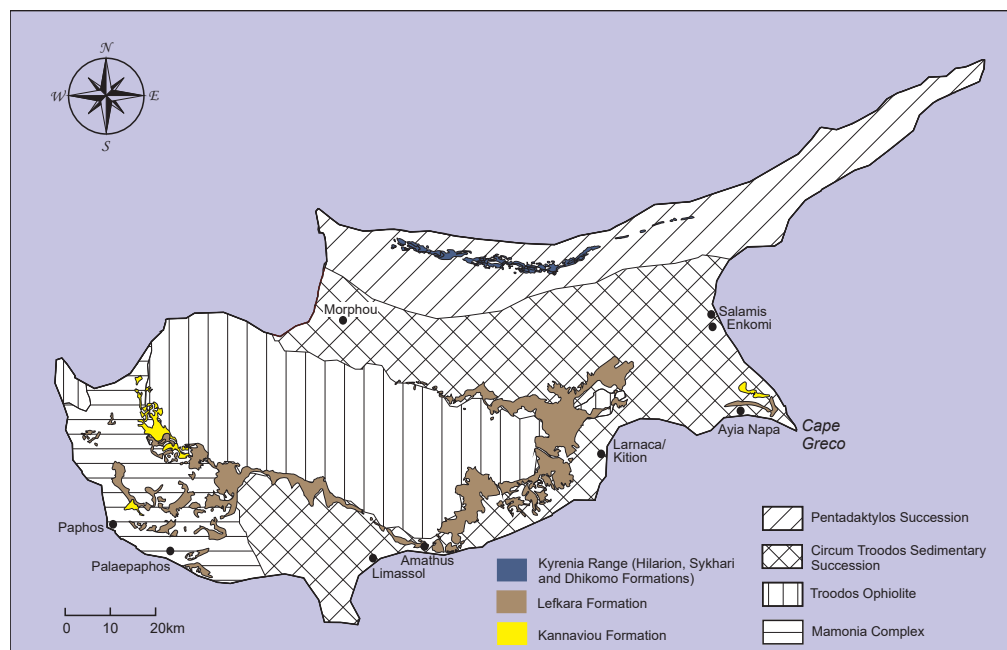 N
W
E
S
Morphou
Salamis
Enkomi
Ayia Napa
Cape
Greco
Larnaca/
Kition
Paphos
Palaepaphos
Amathus
Limassol
0 10 20km
Kyrenia Range (Hilarion, Sykhari
and Dhikomo Formations)
Lefkara Formation
Kannaviou Formation
Pentadaktylos Succession
Circum Troodos Sedimentary
Succession
Troodos Ophiolite
Mamonia Complex